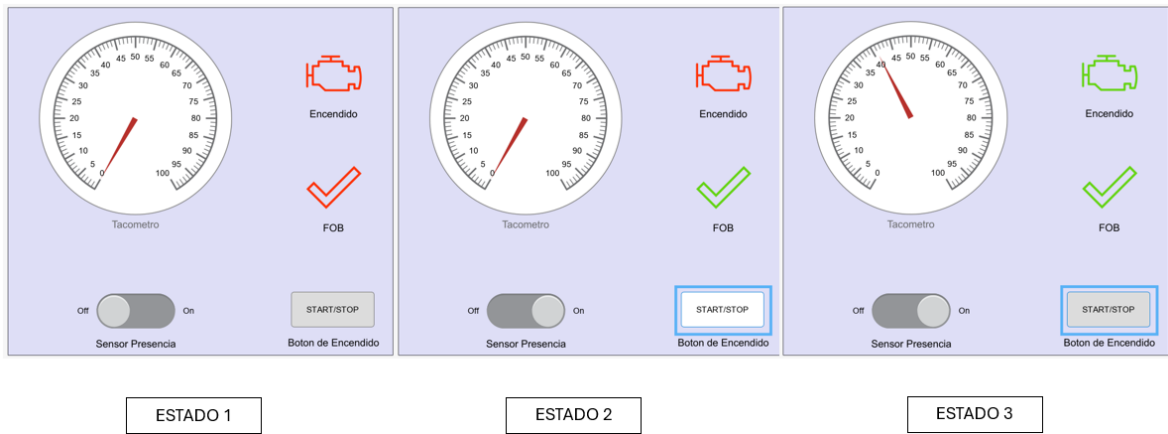 0 5 10 15 20 25 30 35 40 45 50 55 60 65 70 75 80 85 90 95 100
Tacometro
Encendido
FOB
Off
On
Sensor Presencia
START/STOP
Boton de Encendido
ESTADO 1
0 5 10 15 20 25 30 35 40 45 50 55 60 65 70 75 80 85 90 95 100
Tacometro
Encendido
FOB
Off
On
Sensor Presencia
START/STOP
Boton de Encendido
ESTADO 2
0 5 10 15 20 25 30 35 40 45 50 55 60 65 70 75 80 85 90 95 100
Tacometro
Encendido
FOB
Off
On
Sensor Presencia
START/STOP
Boton de Encendido
ESTADO 3